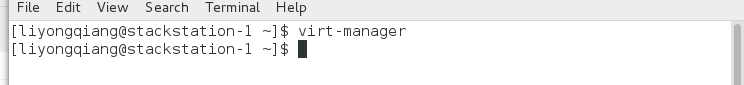 File Edit View Search Terminal Help
[liyongqiang@stackstation-1 ~]$ virt-manager
[liyongqiang@stackstation-1 ~]$